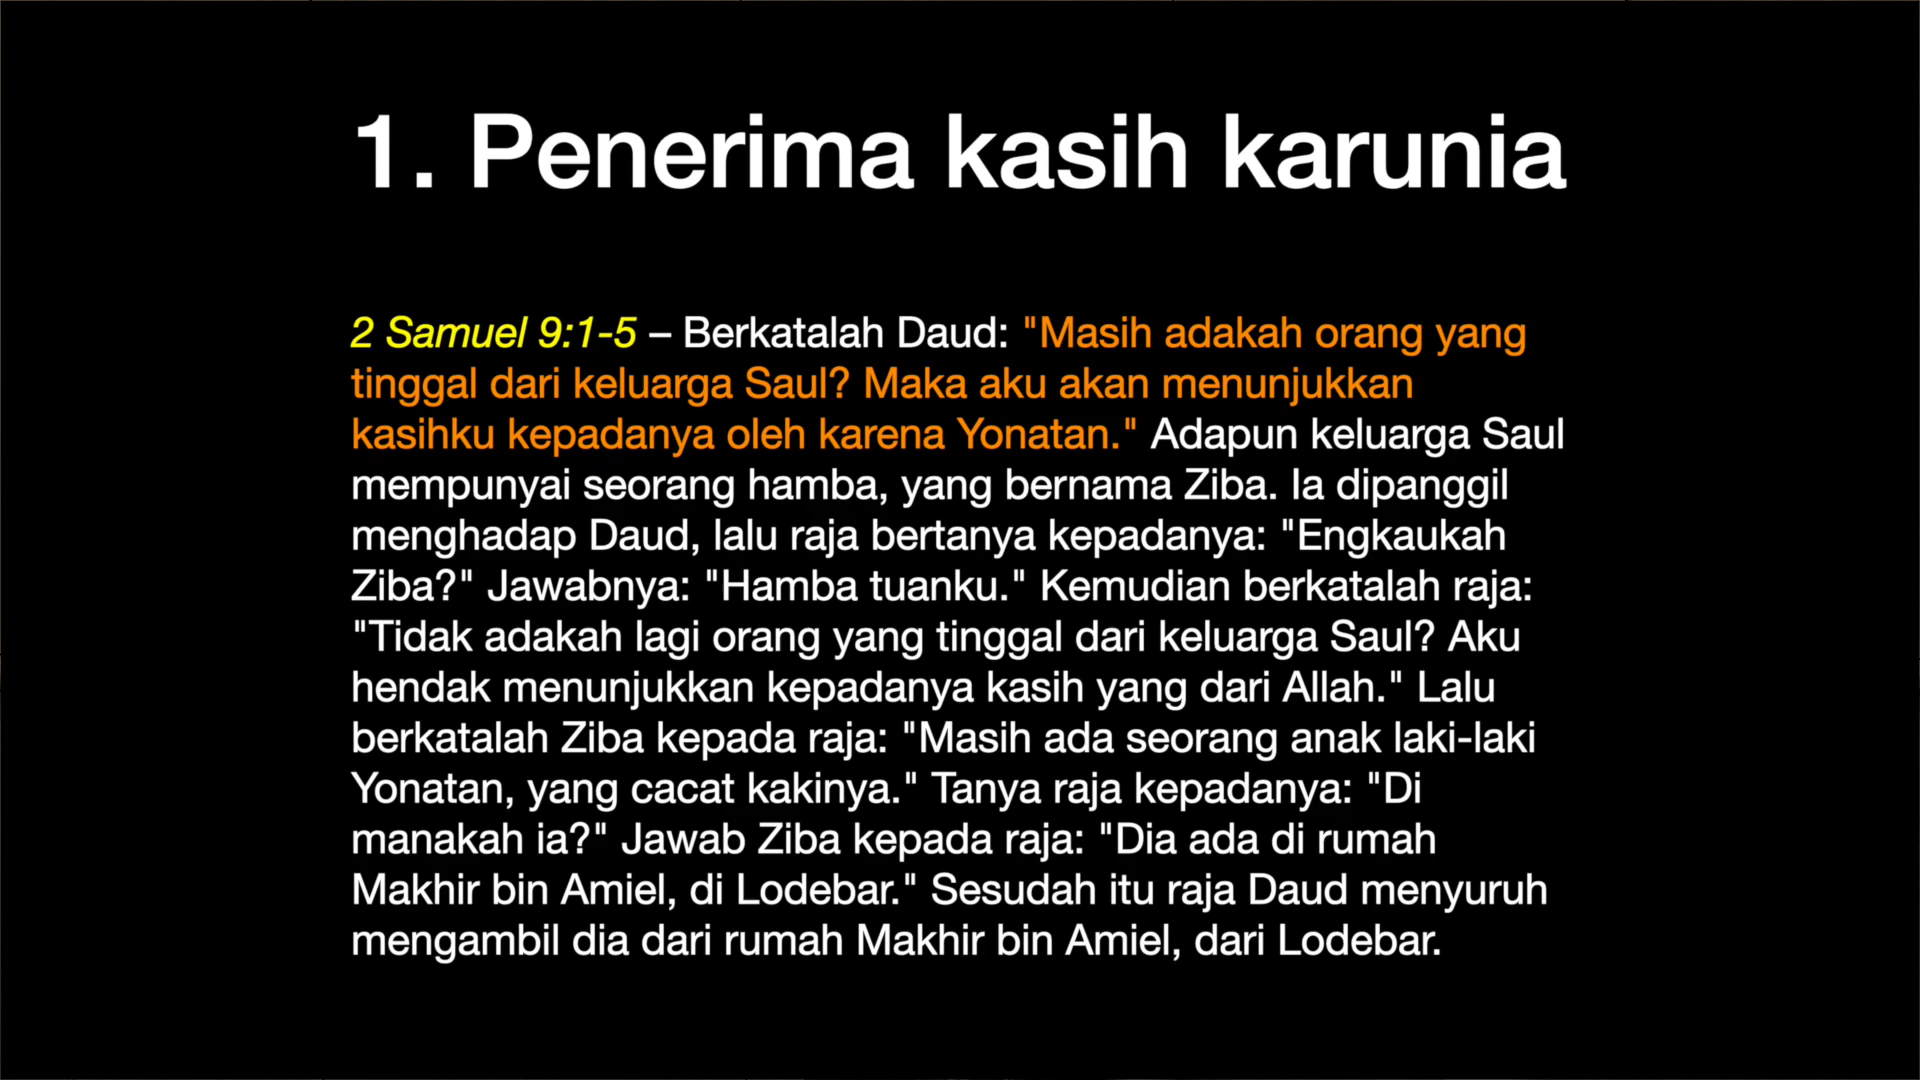 1. Penerima kasih karunia
2 Samuel 9:1-5 – Berkatalah Daud: "Masih adakah orang yang
tinggal dari keluarga Saul? Maka aku akan menunjukkan
kasihku kepadanya oleh karena Yonatan." Adapun keluarga Saul
mempunyai seorang hamba, yang bernama Ziba. Ia dipanggil
menghadap Daud, lalu raja bertanya kepadanya: "Engkaukah
Ziba?" Jawabnya: "Hamba tuanku." Kemudian berkatalah raja:
"Tidak adakah lagi orang yang tinggal dari keluarga Saul? Aku
hendak menunjukkan kepadanya kasih yang dari Allah." Lalu
berkatalah Ziba kepada raja: "Masih ada seorang anak laki-laki
Yonatan, yang cacat kakinya." Tanya raja kepadanya: "Di
manakah ia?" Jawab Ziba kepada raja: "Dia ada di rumah
Makhir bin Amiel, di Lodebar." Sesudah itu raja Daud menyuruh
mengambil dia dari rumah Makhir bin Amiel, dari Lodebar.